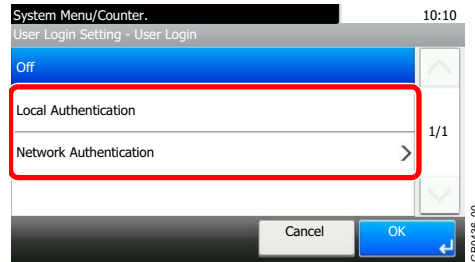 System Menu/Counter.
10:10
User Login Setting - User Login
Off
Local Authentication
1/1
Network Authentication
Cancel
OK